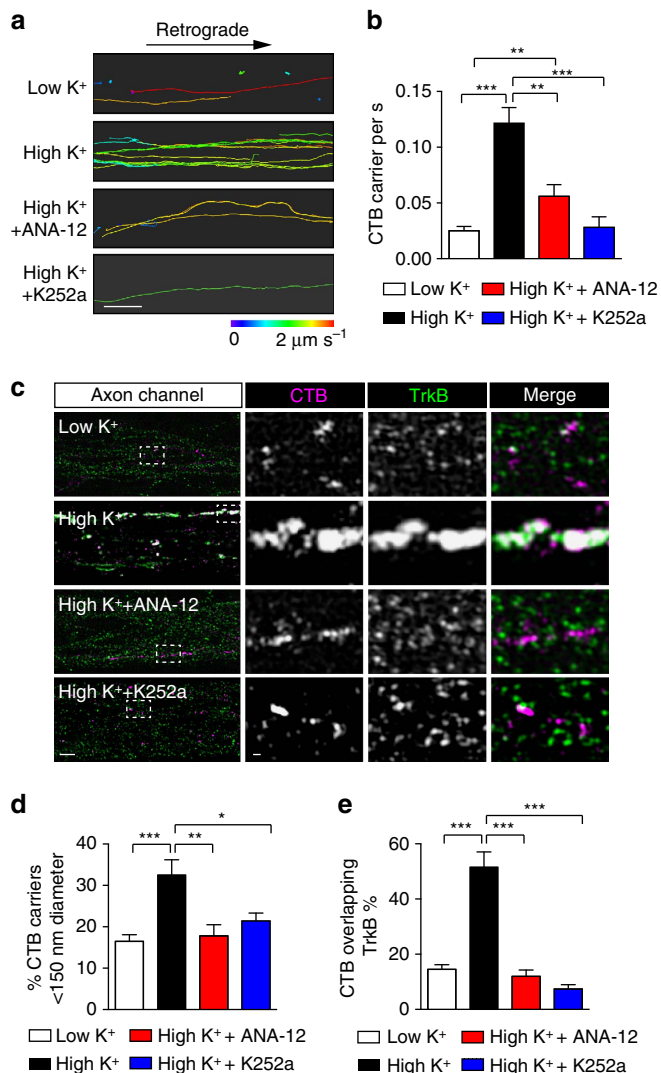 a
Retrograde
Low K⁺
High K⁺
High K⁺
+ANA-12
High K⁺
+K252a
0 2 μm s⁻¹
b
**
***
*** **
CTB carrier per s
0.15
0.10
0.05
0.00
Low K⁺ High K⁺ + ANA-12
High K⁺ High K⁺ + K252a
c
Axon channel CTB TrkB Merge
Low K⁺
High K⁺
High K⁺+ANA-12
High K⁺+K252a
d
*
*** **
% CTB carriers
<150 nm diameter
40
30
20
10
0
Low K⁺ High K⁺ + ANA-12
High K⁺ High K⁺ + K252a
e
***
*** ***
CTB overlapping
TrkB %
60
40
20
0
Low K⁺ High K⁺ + ANA-12
High K⁺ High K⁺ + K252a